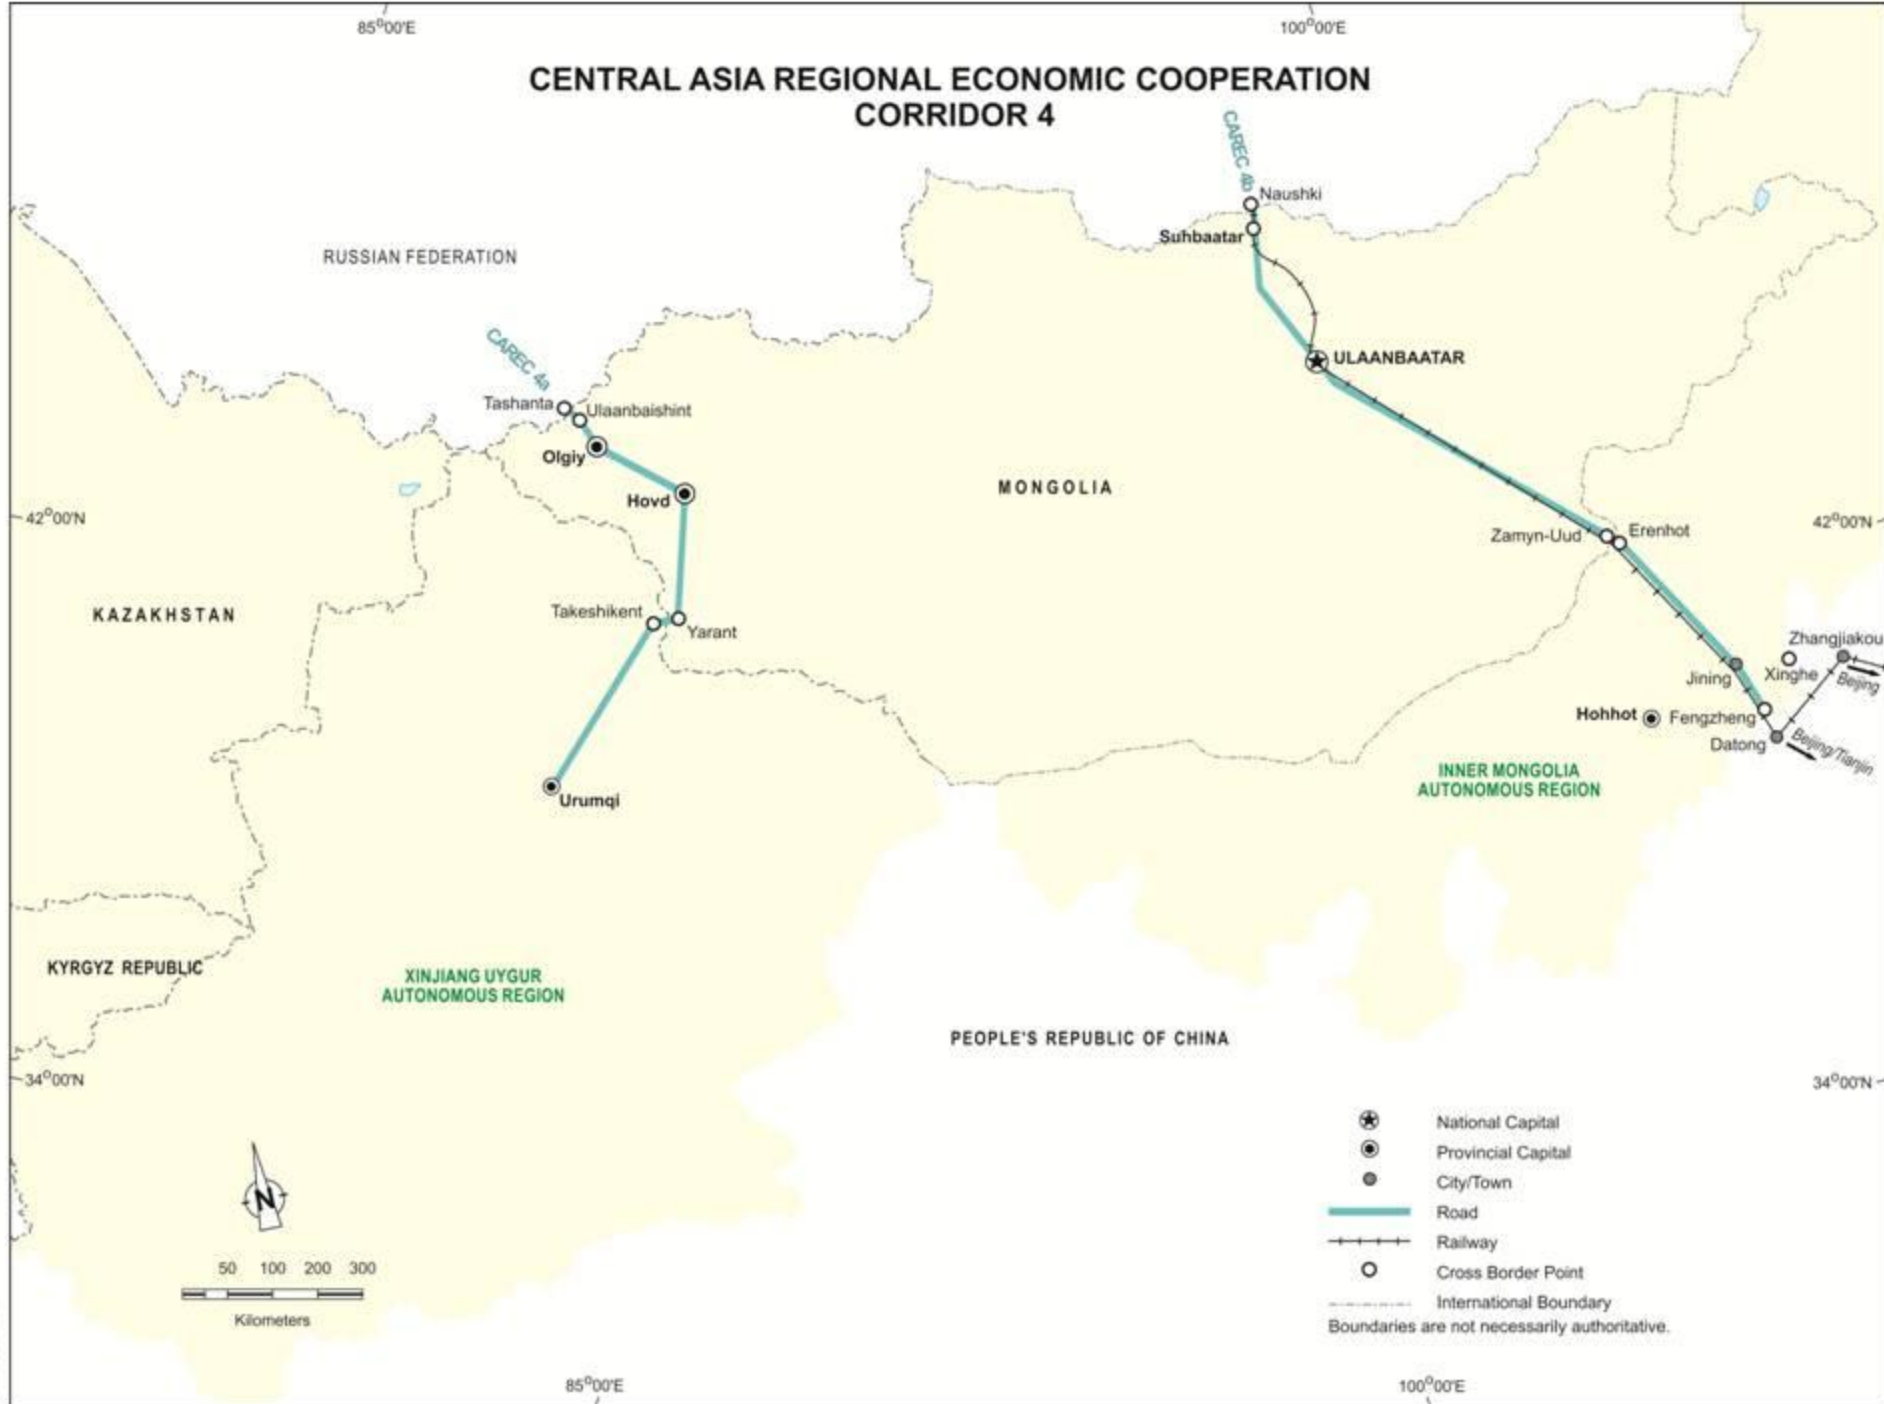 85°00'E
100°00'E
CENTRAL ASIA REGIONAL ECONOMIC COOPERATION
CORRIDOR 4
CAREC 4b
Naushki
Suhbaatar
RUSSIAN FEDERATION
CAREC 4a
ULAANBAATAR
Tashanta
Ulaanbaishint
Olgiy
Hovd
MONGOLIA
42°00'N
42°00'N
Zamyn-Uud
Erenhot
KAZAKHSTAN
Takeshikent
Yarant
Zhangjiakou
Jining
Xinghe
Beijing
Hohhot
Fengzheng
Datong
Beijing/Tianjin
INNER MONGOLIA
AUTONOMOUS REGION
Urumqi
KYRGYZ REPUBLIC
XINJIANG UYGUR
AUTONOMOUS REGION
PEOPLE'S REPUBLIC OF CHINA
34°00'N
34°00'N
National Capital
Provincial Capital
City/Town
Road
Railway
Cross Border Point
International Boundary
Boundaries are not necessarily authoritative.
N
50 100 200 300
Kilometers
85°00'E
100°00'E